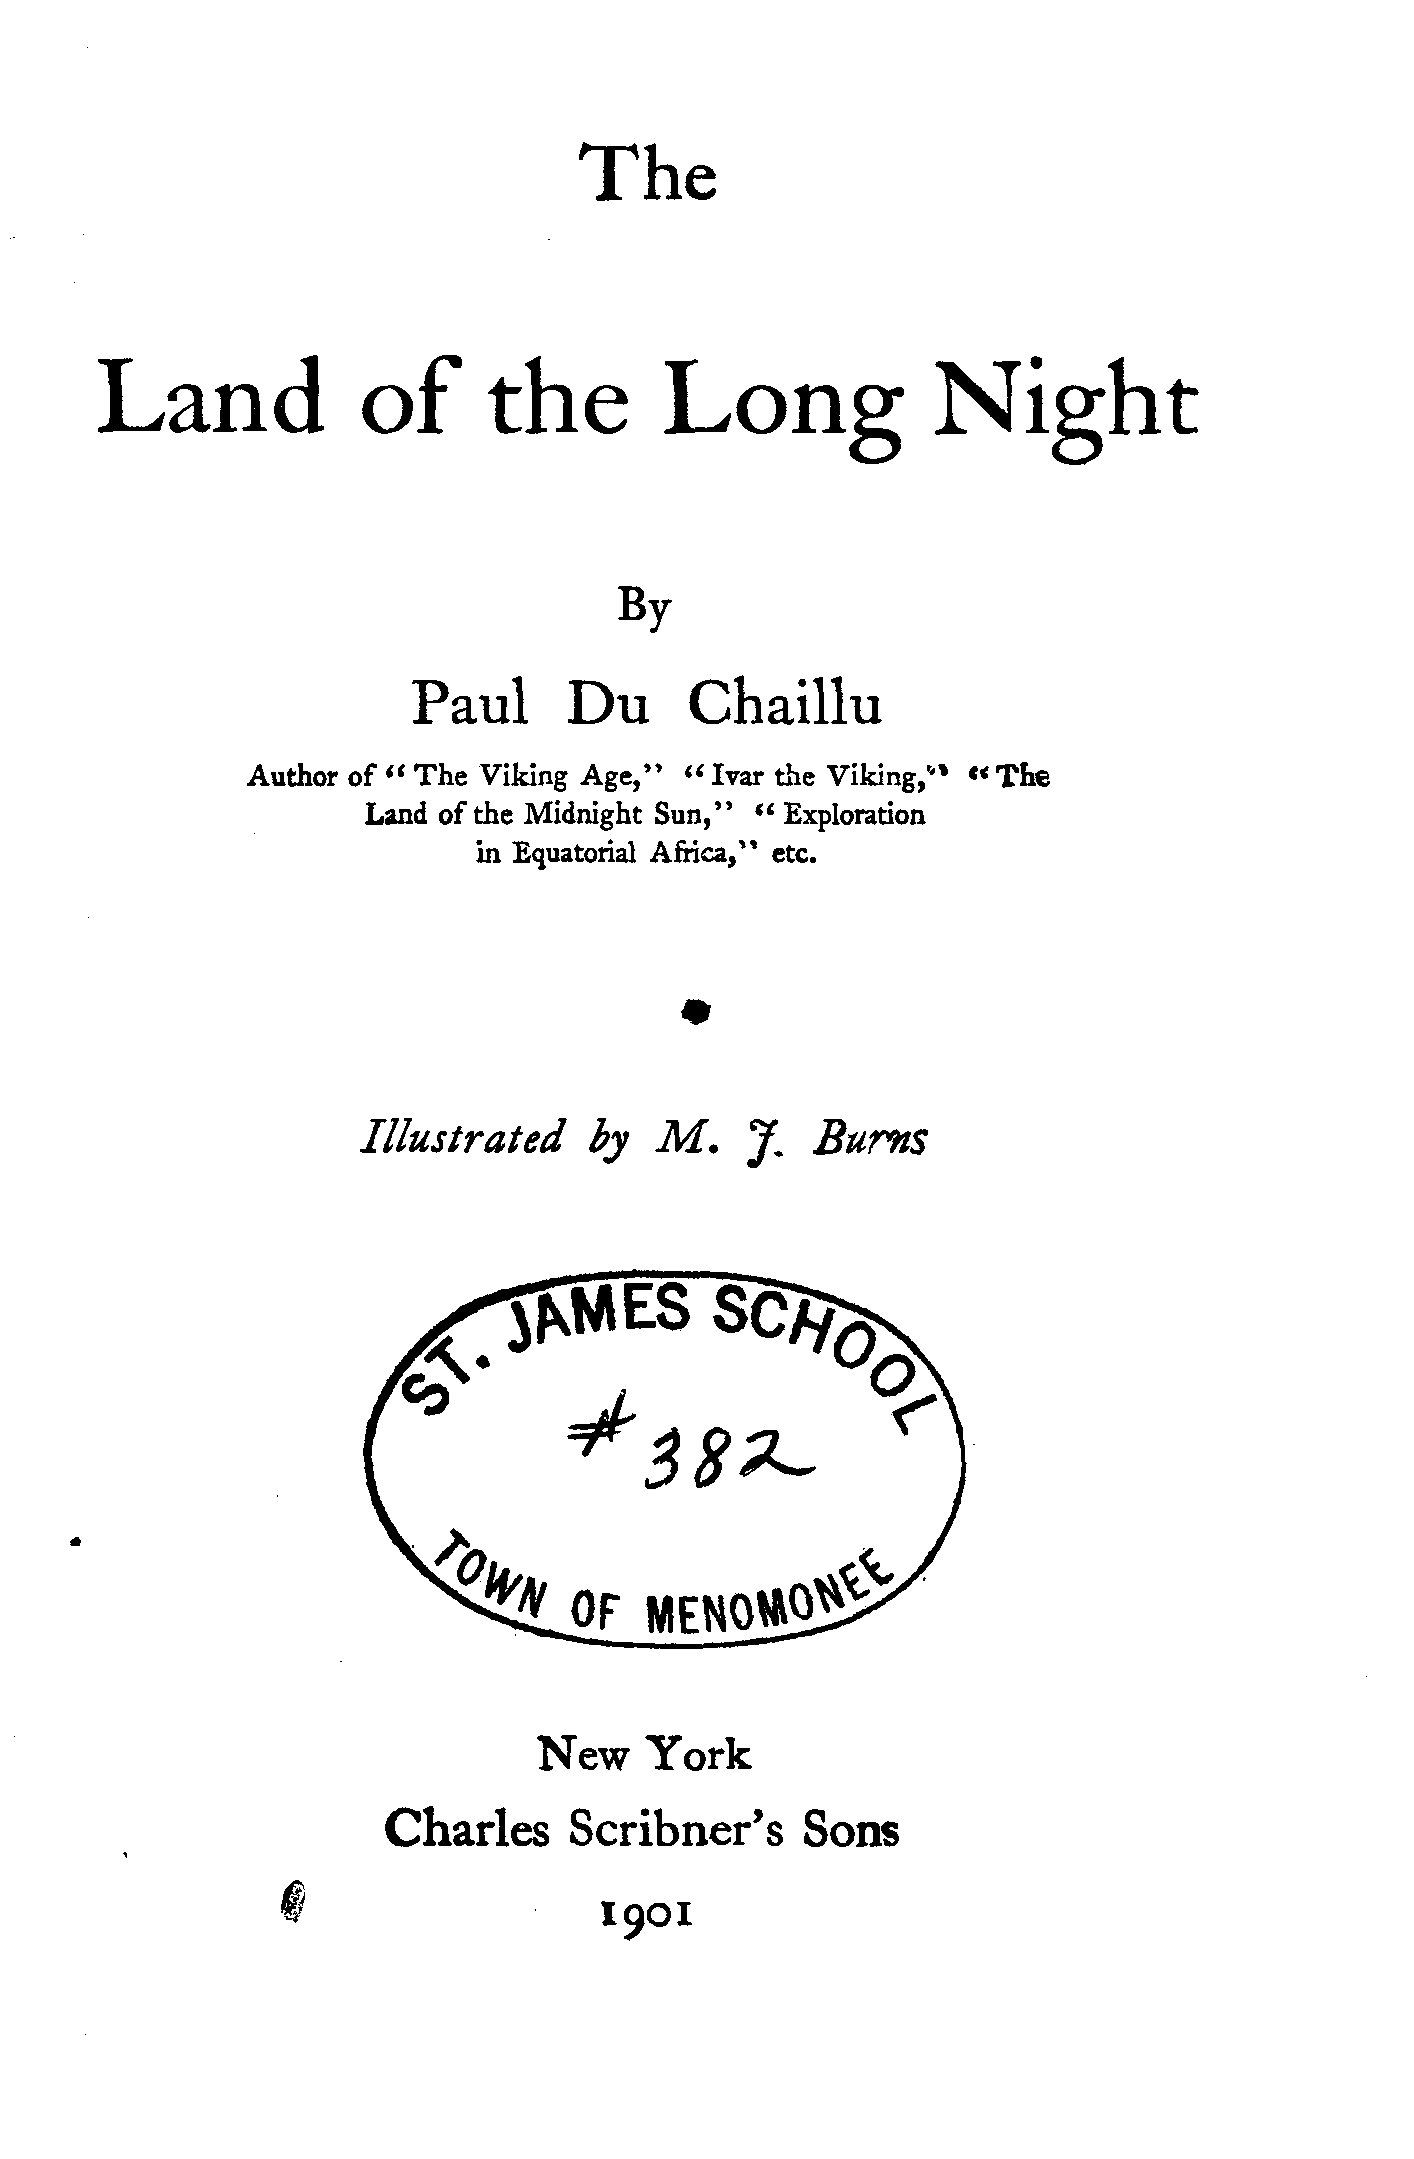 The
Land of the Long Night
By
Paul Du Chaillu
Author of "The Viking Age," "Ivar the Viking," "The
Land of the Midnight Sun," "Exploration
in Equatorial Africa," etc.
Illustrated by M. J. Burns
ST. JAMES SCHOOL
# 382
TOWN OF MENOMONEE
New York
Charles Scribner's Sons
1901